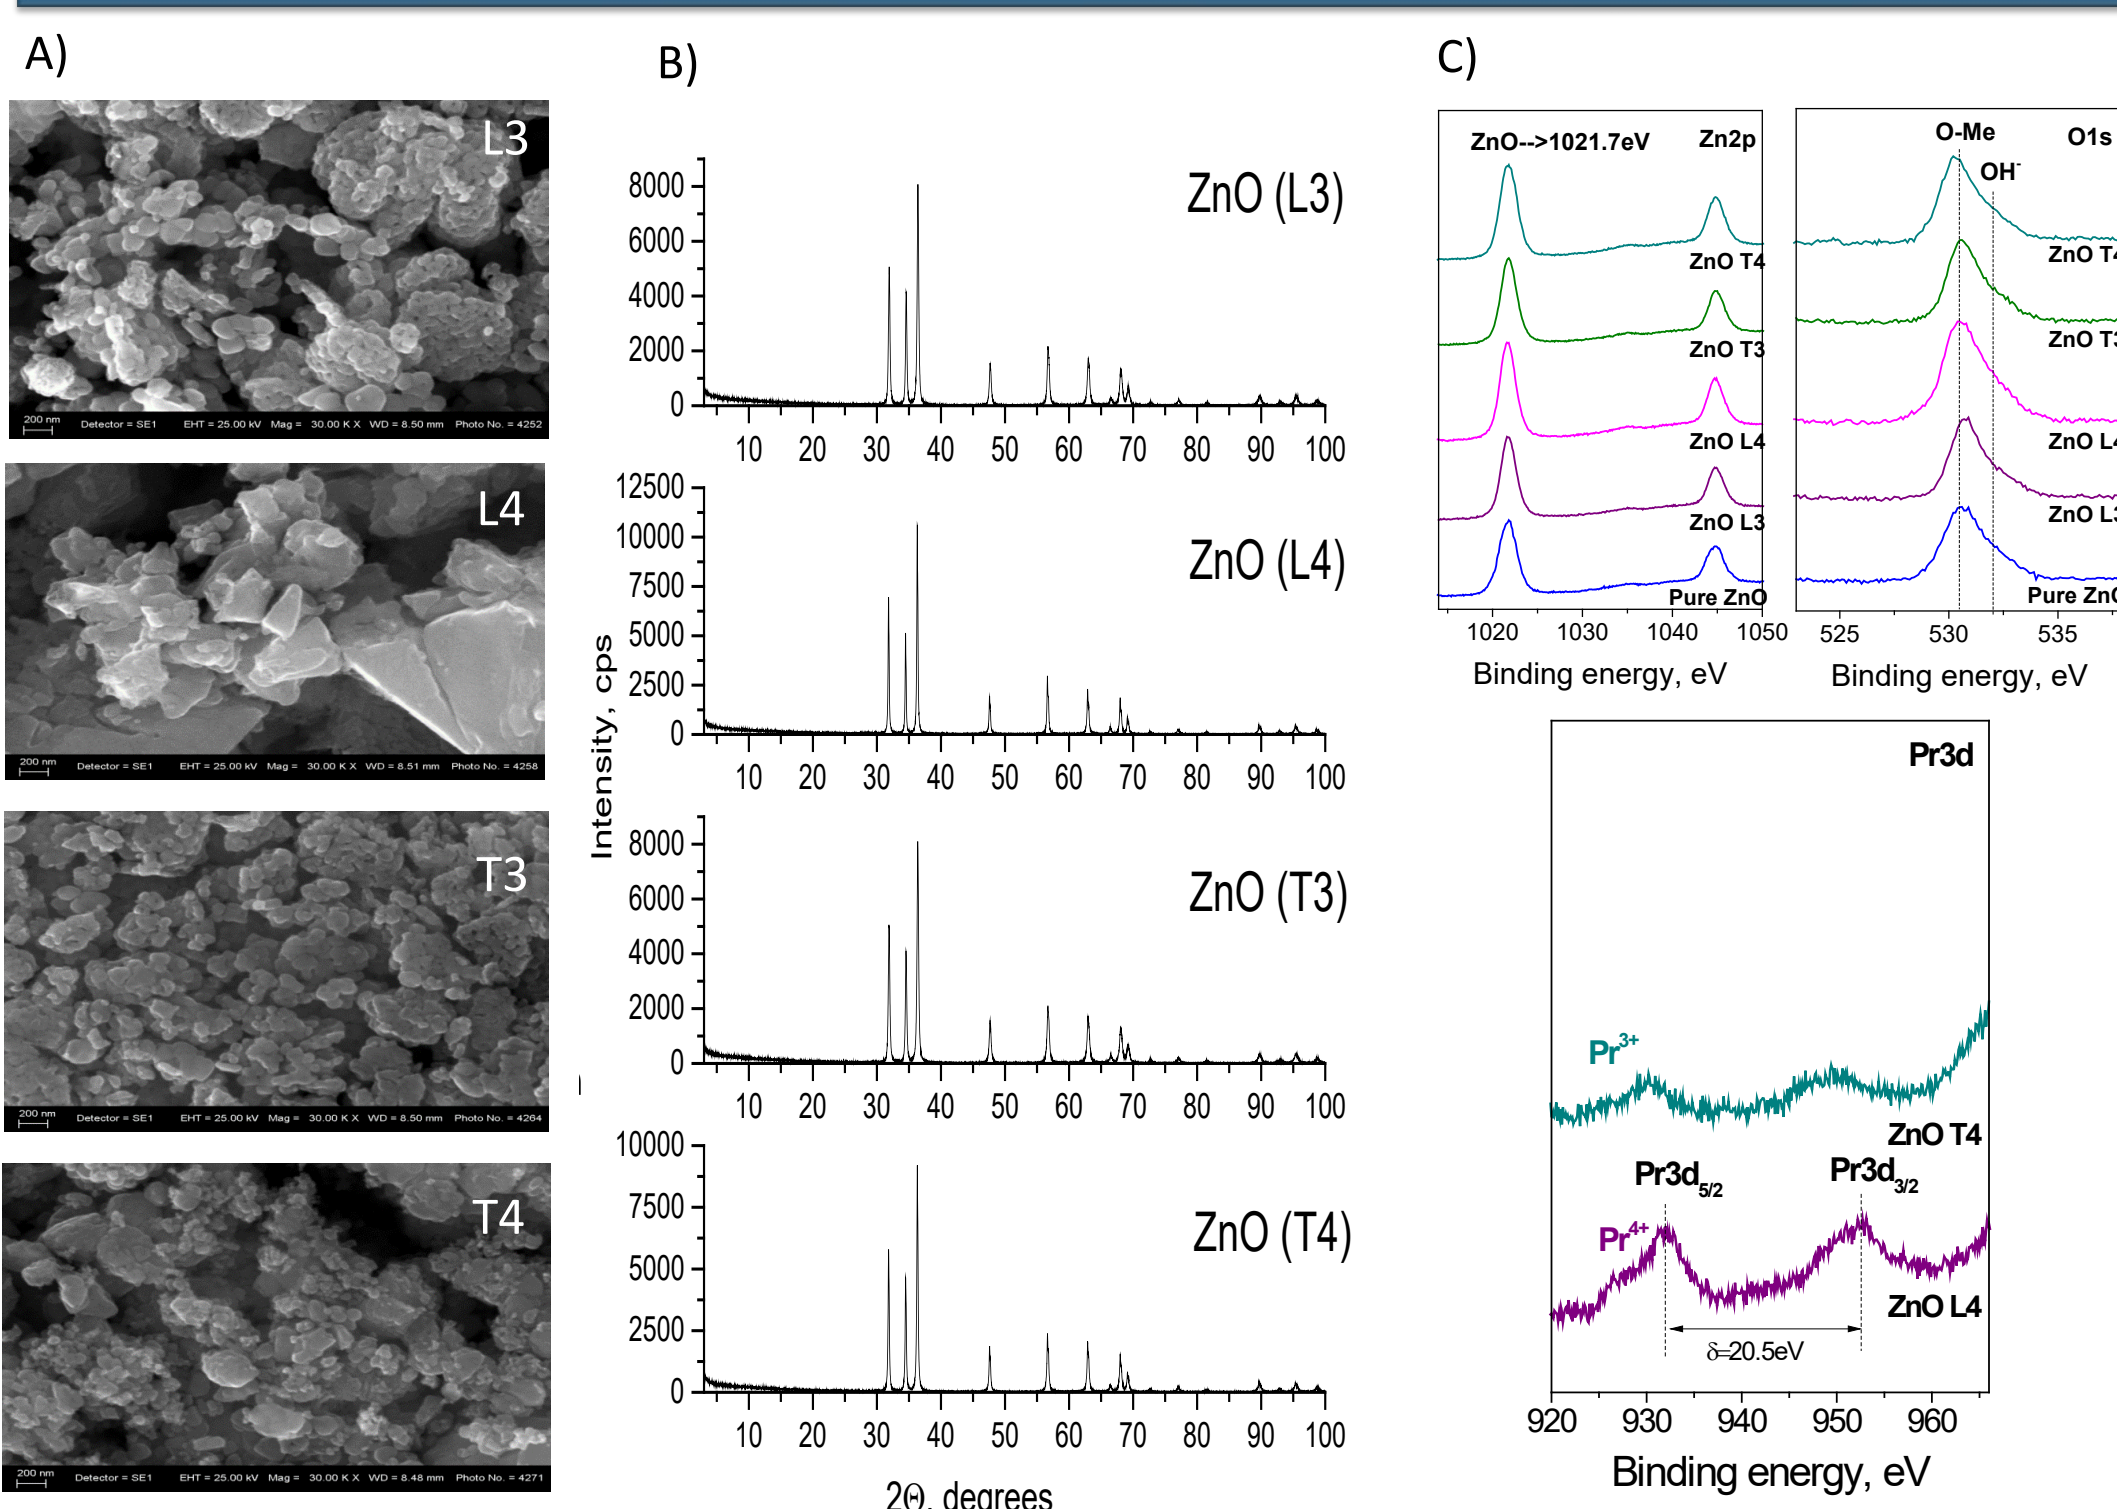 A)
L3
200 nm
Detector = SE1 EHT = 25.00 kV Mag = 30.00 K X WD = 8.50 mm Photo No. = 4252
L4
200 nm
Detector = SE1 EHT = 25.00 kV Mag = 30.00 K X WD = 8.51 mm Photo No. = 4258
T3
200 nm
Detector = SE1 EHT = 25.00 kV Mag = 30.00 K X WD = 8.50 mm Photo No. = 4264
T4
200 nm
Detector = SE1 EHT = 25.00 kV Mag = 30.00 K X WD = 8.48 mm Photo No. = 4271
B)
Intensity, cps
ZnO (L3)
8000
6000
4000
2000
0
10 20 30 40 50 60 70 80 90 100
ZnO (L4)
12500
10000
7500
5000
2500
0
10 20 30 40 50 60 70 80 90 100
ZnO (T3)
8000
6000
4000
2000
0
10 20 30 40 50 60 70 80 90 100
ZnO (T4)
10000
7500
5000
2500
0
10 20 30 40 50 60 70 80 90 100
2Θ, degrees
C)
ZnO-->1021.7eV Zn2p
ZnO T4
ZnO T3
ZnO L4
ZnO L3
Pure ZnO
1020 1030 1040 1050
Binding energy, eV
O-Me O1s
OH⁻
ZnO T4
ZnO T3
ZnO L4
ZnO L3
Pure ZnO
525 530 535
Binding energy, eV
Pr3d
Pr³⁺
ZnO T4
Pr3d5/2 Pr3d3/2
Pr⁴⁺
ZnO L4
δ=20.5eV
920 930 940 950 960
Binding energy, eV